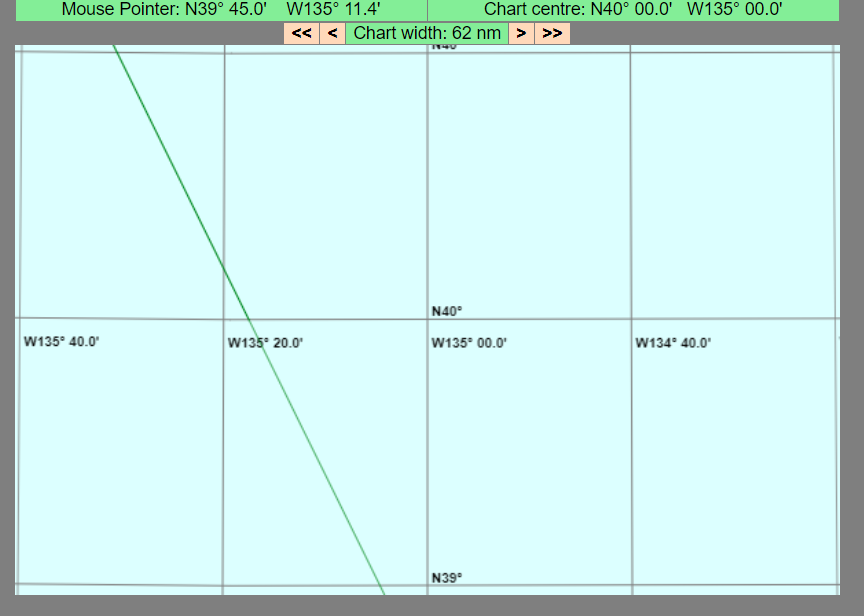 Mouse Pointer: N39° 45.0' W135° 11.4' Chart centre: N40° 00.0' W135° 00.0'
<< < Chart width: 62 nm > >>
N40°
N40°
W135° 40.0' W135° 20.0' W135° 00.0' W134° 40.0'
N39°